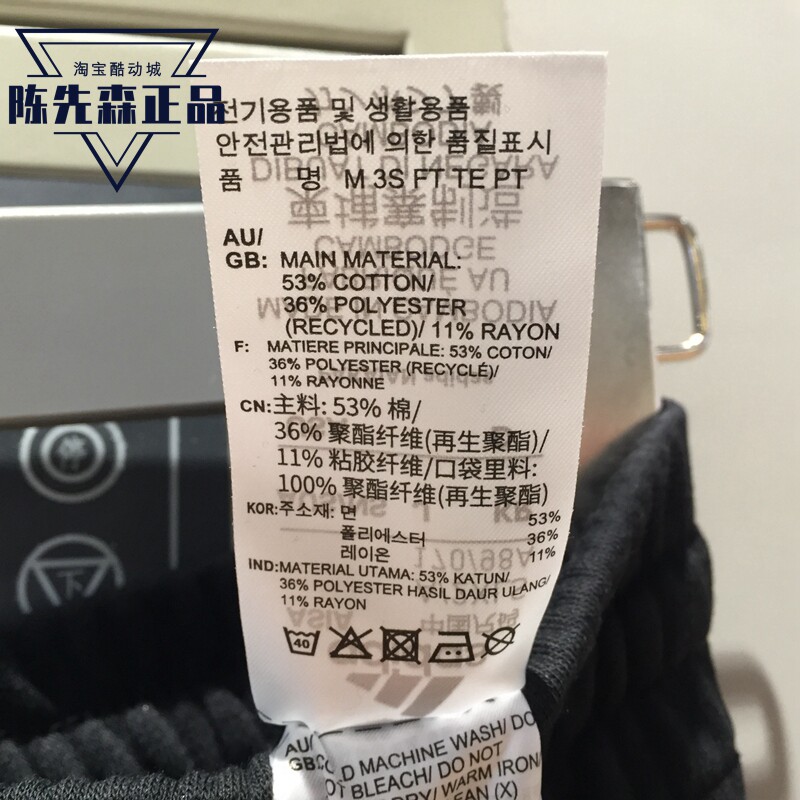 淘宝酷动城
陈先森正品
전기용품 및 생활용품
안전관리법에 의한 품질표시
품 명 M 3S FT TE PT
AU/
GB: MAIN MATERIAL:
53% COTTON/
36% POLYESTER
(RECYCLED)/ 11% RAYON
F: MATIERE PRINCIPALE: 53% COTON/
36% POLYESTER (RECYCLÉ)/
11% RAYONNE
CN:主料: 53% 棉/
36% 聚酯纤维(再生聚酯)/
11% 粘胶纤维/口袋里料:
100% 聚酯纤维(再生聚酯)
KOR:주소재: 면 53%
폴리에스터 36%
레이온 11%
IND:MATERIAL UTAMA: 53% KATUN/
36% POLYESTER HASIL DAUR ULANG/
11% RAYON
40
AU/
GB:
MACHINE WASH/ DO
BLEACH/ DO NOT
DRY/ WARM IRON/
(X)
下